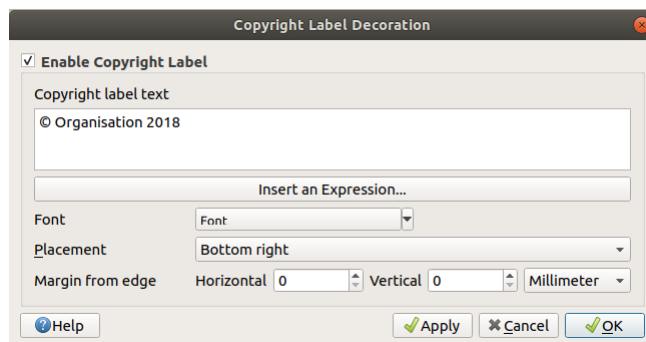 Copyright Label Decoration
Enable Copyright Label
Copyright label text
© Organisation 2018
Insert an Expression...
Font Font
Placement Bottom right
Margin from edge Horizontal 0 Vertical 0 Millimeter
Help Apply Cancel OK